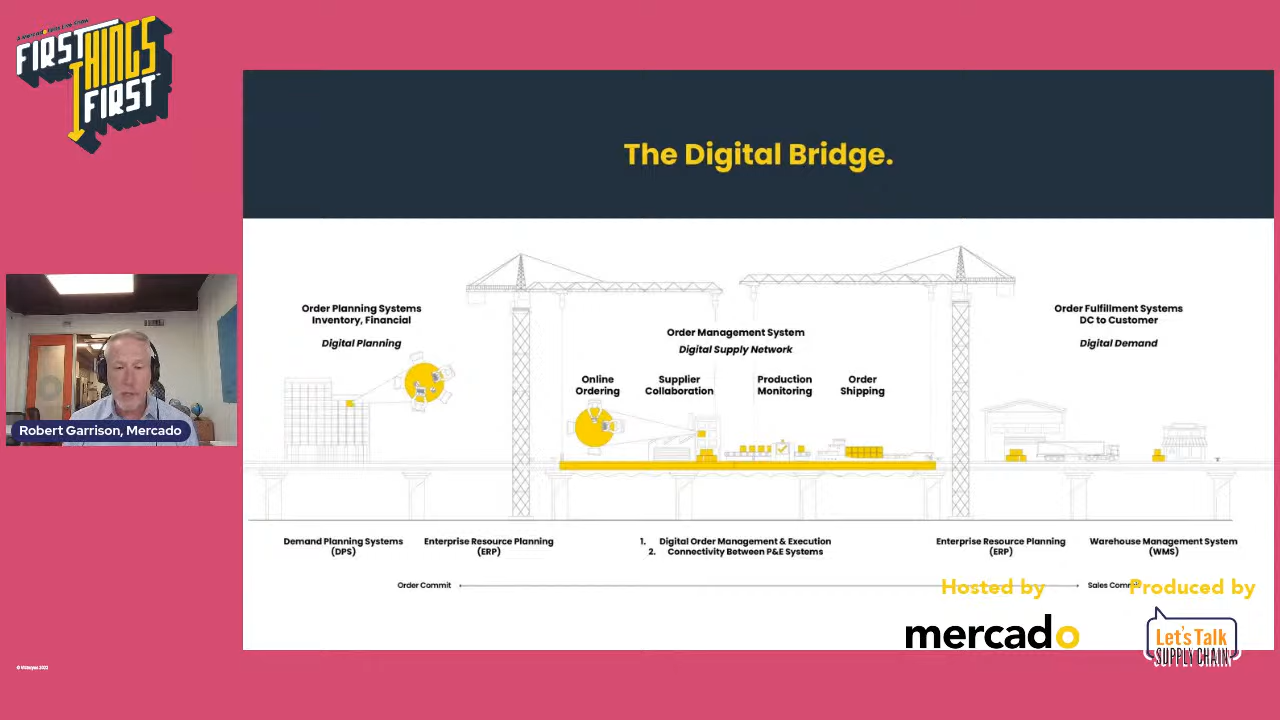 FIRST
THINGS
FIRST
The Digital Bridge.
Order Planning Systems
Inventory, Financial
Digital Planning
Order Management System
Digital Supply Network
Order Fulfillment Systems
DC to Customer
Digital Demand
Online
Ordering
Supplier
Collaboration
Production
Monitoring
Order
Shipping
Robert Garrison, Mercado
Demand Planning Systems
(DPS)
Enterprise Resource Planning
(ERP)
1. Digital Order Management & Execution
2. Connectivity Between P&E Systems
Enterprise Resource Planning
(ERP)
Warehouse Management System
(WMS)
Order Commit
Sales
Hosted by
mercado
Produced by
Let's Talk
SUPPLY CHAIN